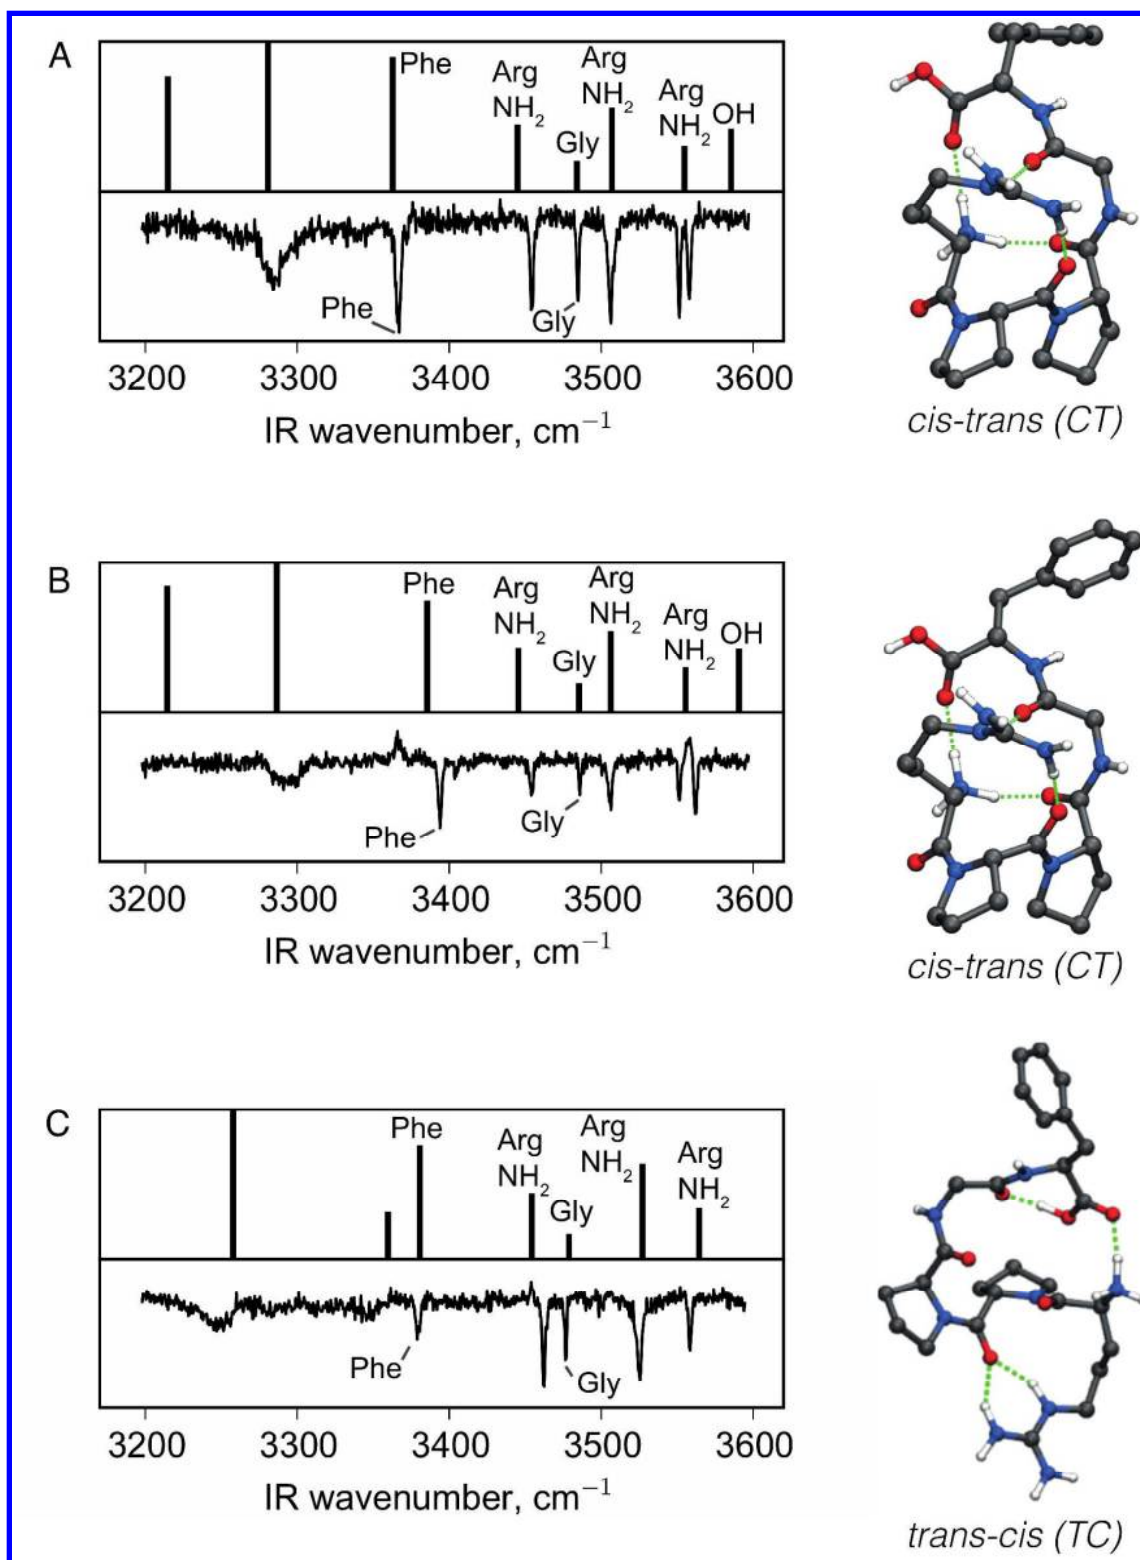 A
Phe
Arg
NH2
Gly
Arg
NH2
Arg
NH2
OH
Phe
Gly
3200 3300 3400 3500 3600
IR wavenumber, cm−1
cis-trans (CT)
B
Phe
Arg
NH2
Gly
Arg
NH2
Arg
NH2
OH
Phe
Gly
3200 3300 3400 3500 3600
IR wavenumber, cm−1
cis-trans (CT)
C
Phe
Arg
NH2
Gly
Arg
NH2
Arg
NH2
Phe
Gly
3200 3300 3400 3500 3600
IR wavenumber, cm−1
trans-cis (TC)